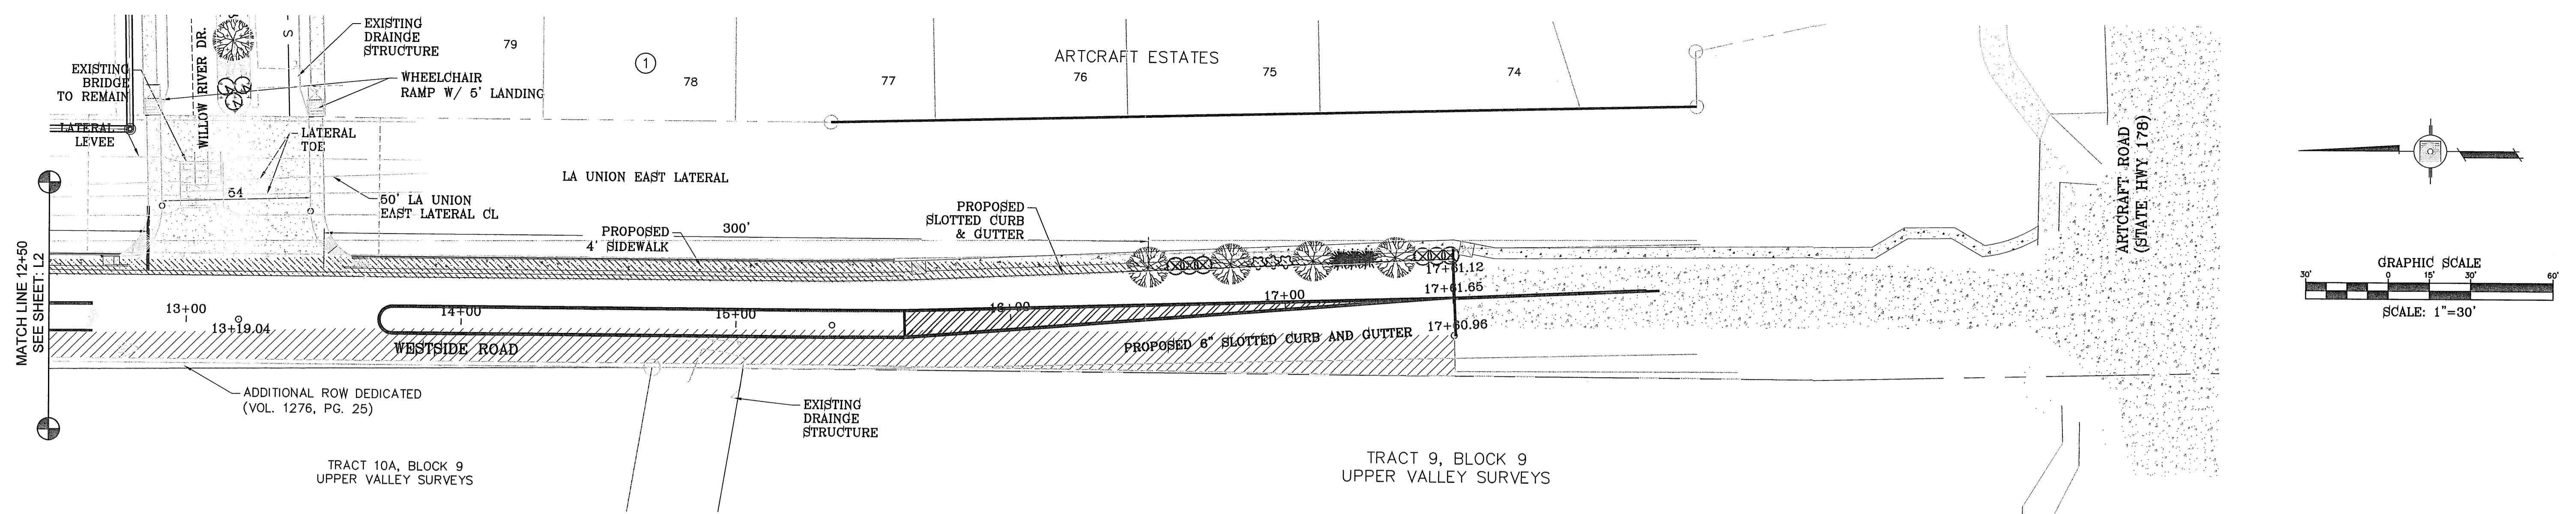 EXISTING
DRAINGE
STRUCTURE
79
1
78
77
ARTCRAFT ESTATES
76
75
74
EXISTING
BRIDGE
TO REMAIN
WILLOW RIVER DR.
S
WHEELCHAIR
RAMP W/ 5' LANDING
LATERAL
LEVEE
LATERAL
TOE
54
50' LA UNION
EAST LATERAL CL
LA UNION EAST LATERAL
PROPOSED
4' SIDEWALK
300'
PROPOSED
SLOTTED CURB
& GUTTER
ARTCRAFT ROAD
(STATE HWY 178)
MATCH LINE 12+50
SEE SHEET: L2
13+00
13+19.04
14+00
15+00
16+00
17+00
17+61.12
17+61.65
17+60.96
WESTSIDE ROAD
PROPOSED 6" SLOTTED CURB AND GUTTER
ADDITIONAL ROW DEDICATED
(VOL. 1276, PG. 25)
EXISTING
DRAINGE
STRUCTURE
TRACT 10A, BLOCK 9
UPPER VALLEY SURVEYS
TRACT 9, BLOCK 9
UPPER VALLEY SURVEYS
GRAPHIC SCALE
30' 0 15' 30' 60'
SCALE: 1"=30'